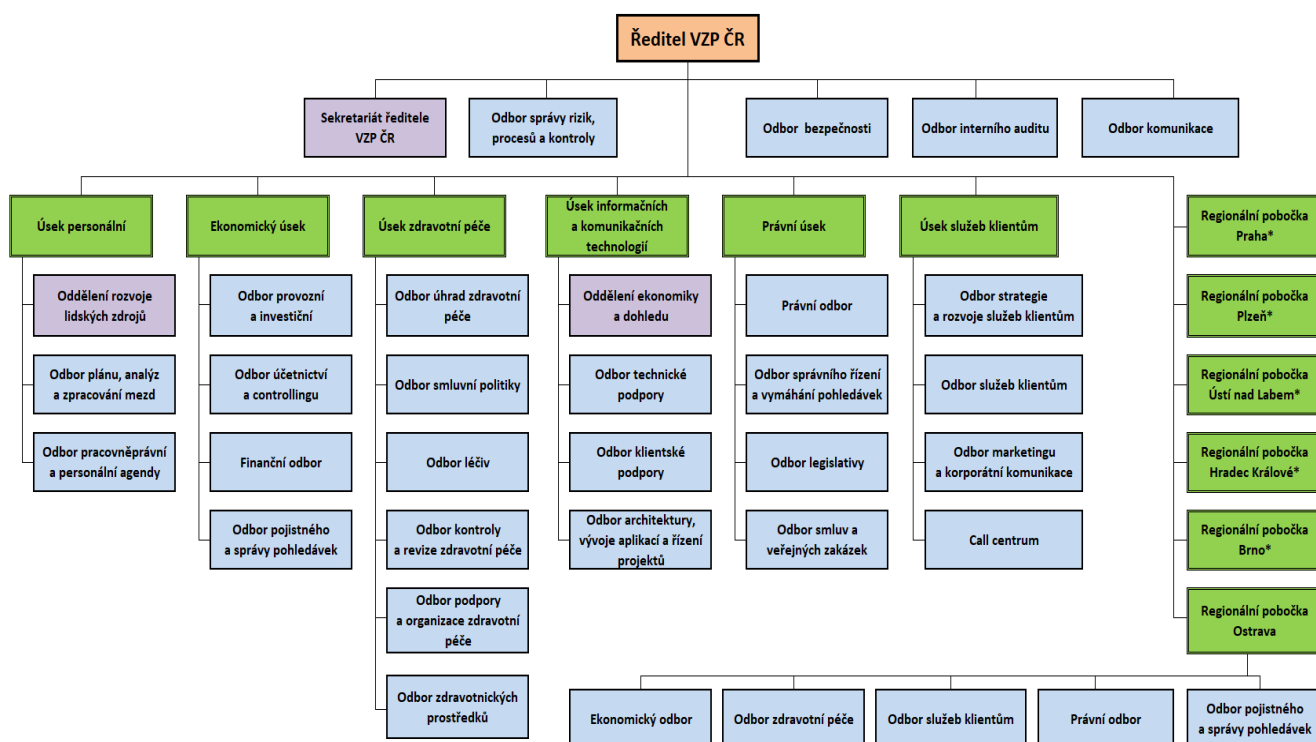 Ředitel VZP ČR
Sekretariát ředitele
VZP ČR
Odbor správy rizik,
procesů a kontroly
Odbor bezpečnosti
Odbor interního auditu
Odbor komunikace
Úsek personální
Ekonomický úsek
Úsek zdravotní péče
Úsek informačních
a komunikačních
technologií
Právní úsek
Úsek služeb klientům
Regionální pobočka
Praha*
Oddělení rozvoje
lidských zdrojů
Odbor provozní
a investiční
Odbor úhrad zdravotní
péče
Oddělení ekonomiky
a dohledu
Právní odbor
Odbor strategie
a rozvoje služeb klientům
Regionální pobočka
Plzeň*
Odbor plánu, analýz
a zpracování mezd
Odbor účetnictví
a controllingu
Odbor smluvní politiky
Odbor technické
podpory
Odbor správního řízení
a vymáhání pohledávek
Odbor služeb klientům
Regionální pobočka
Ústí nad Labem*
Odbor pracovněprávní
a personální agendy
Finanční odbor
Odbor léčiv
Odbor klientské
podpory
Odbor legislativy
Odbor marketingu
a korporátní komunikace
Regionální pobočka
Hradec Králové*
Odbor pojistného
a správy pohledávek
Odbor kontroly
a revize zdravotní péče
Odbor architektury,
vývoje aplikací a řízení
projektů
Odbor smluv a
veřejných zakázek
Call centrum
Regionální pobočka
Brno*
Odbor podpory
a organizace zdravotní
péče
Regionální pobočka
Ostrava
Odbor zdravotnických
prostředků
Ekonomický odbor
Odbor zdravotní péče
Odbor služeb klientům
Právní odbor
Odbor pojistného
a správy pohledávek